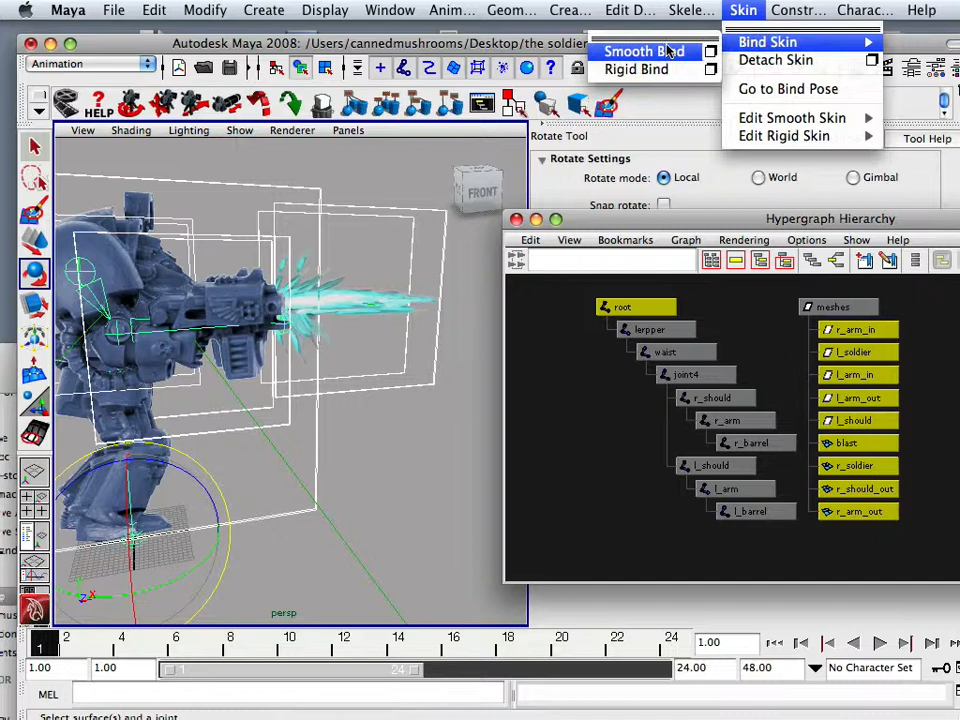 Maya File Edit Modify Create Display Window Anim... Geom... Crea... Edit D... Skele... Skin Constr... Charac... Help
Autodesk Maya 2008: /Users/cannedmushrooms/Desktop/the soldier
Smooth Bind
Rigid Bind
Bind Skin
Detach Skin
Go to Bind Pose
Edit Smooth Skin
Edit Rigid Skin
Animation
HELP
View Shading Lighting Show Renderer Panels
Rotate Tool
Tool Help
Rotate Settings
Rotate mode: Local World Gimbal
Snap rotate:
FRONT
Hypergraph Hierarchy
Edit View Bookmarks Graph Rendering Options Show Help
root
lerpper
waist
joint4
r_should
r_arm
r_barrel
l_should
l_arm
l_barrel
meshes
r_arm_in
l_soldier
l_arm_in
l_arm_out
l_should
blast
r_soldier
r_should_out
r_arm_out
z x
persp
1 2 4 6 8 10 12 14 16 18 20 22 24 1.00
1.00 1.00 1 24 24.00 48.00 No Character Set
MEL
Select surface(s) and a joint